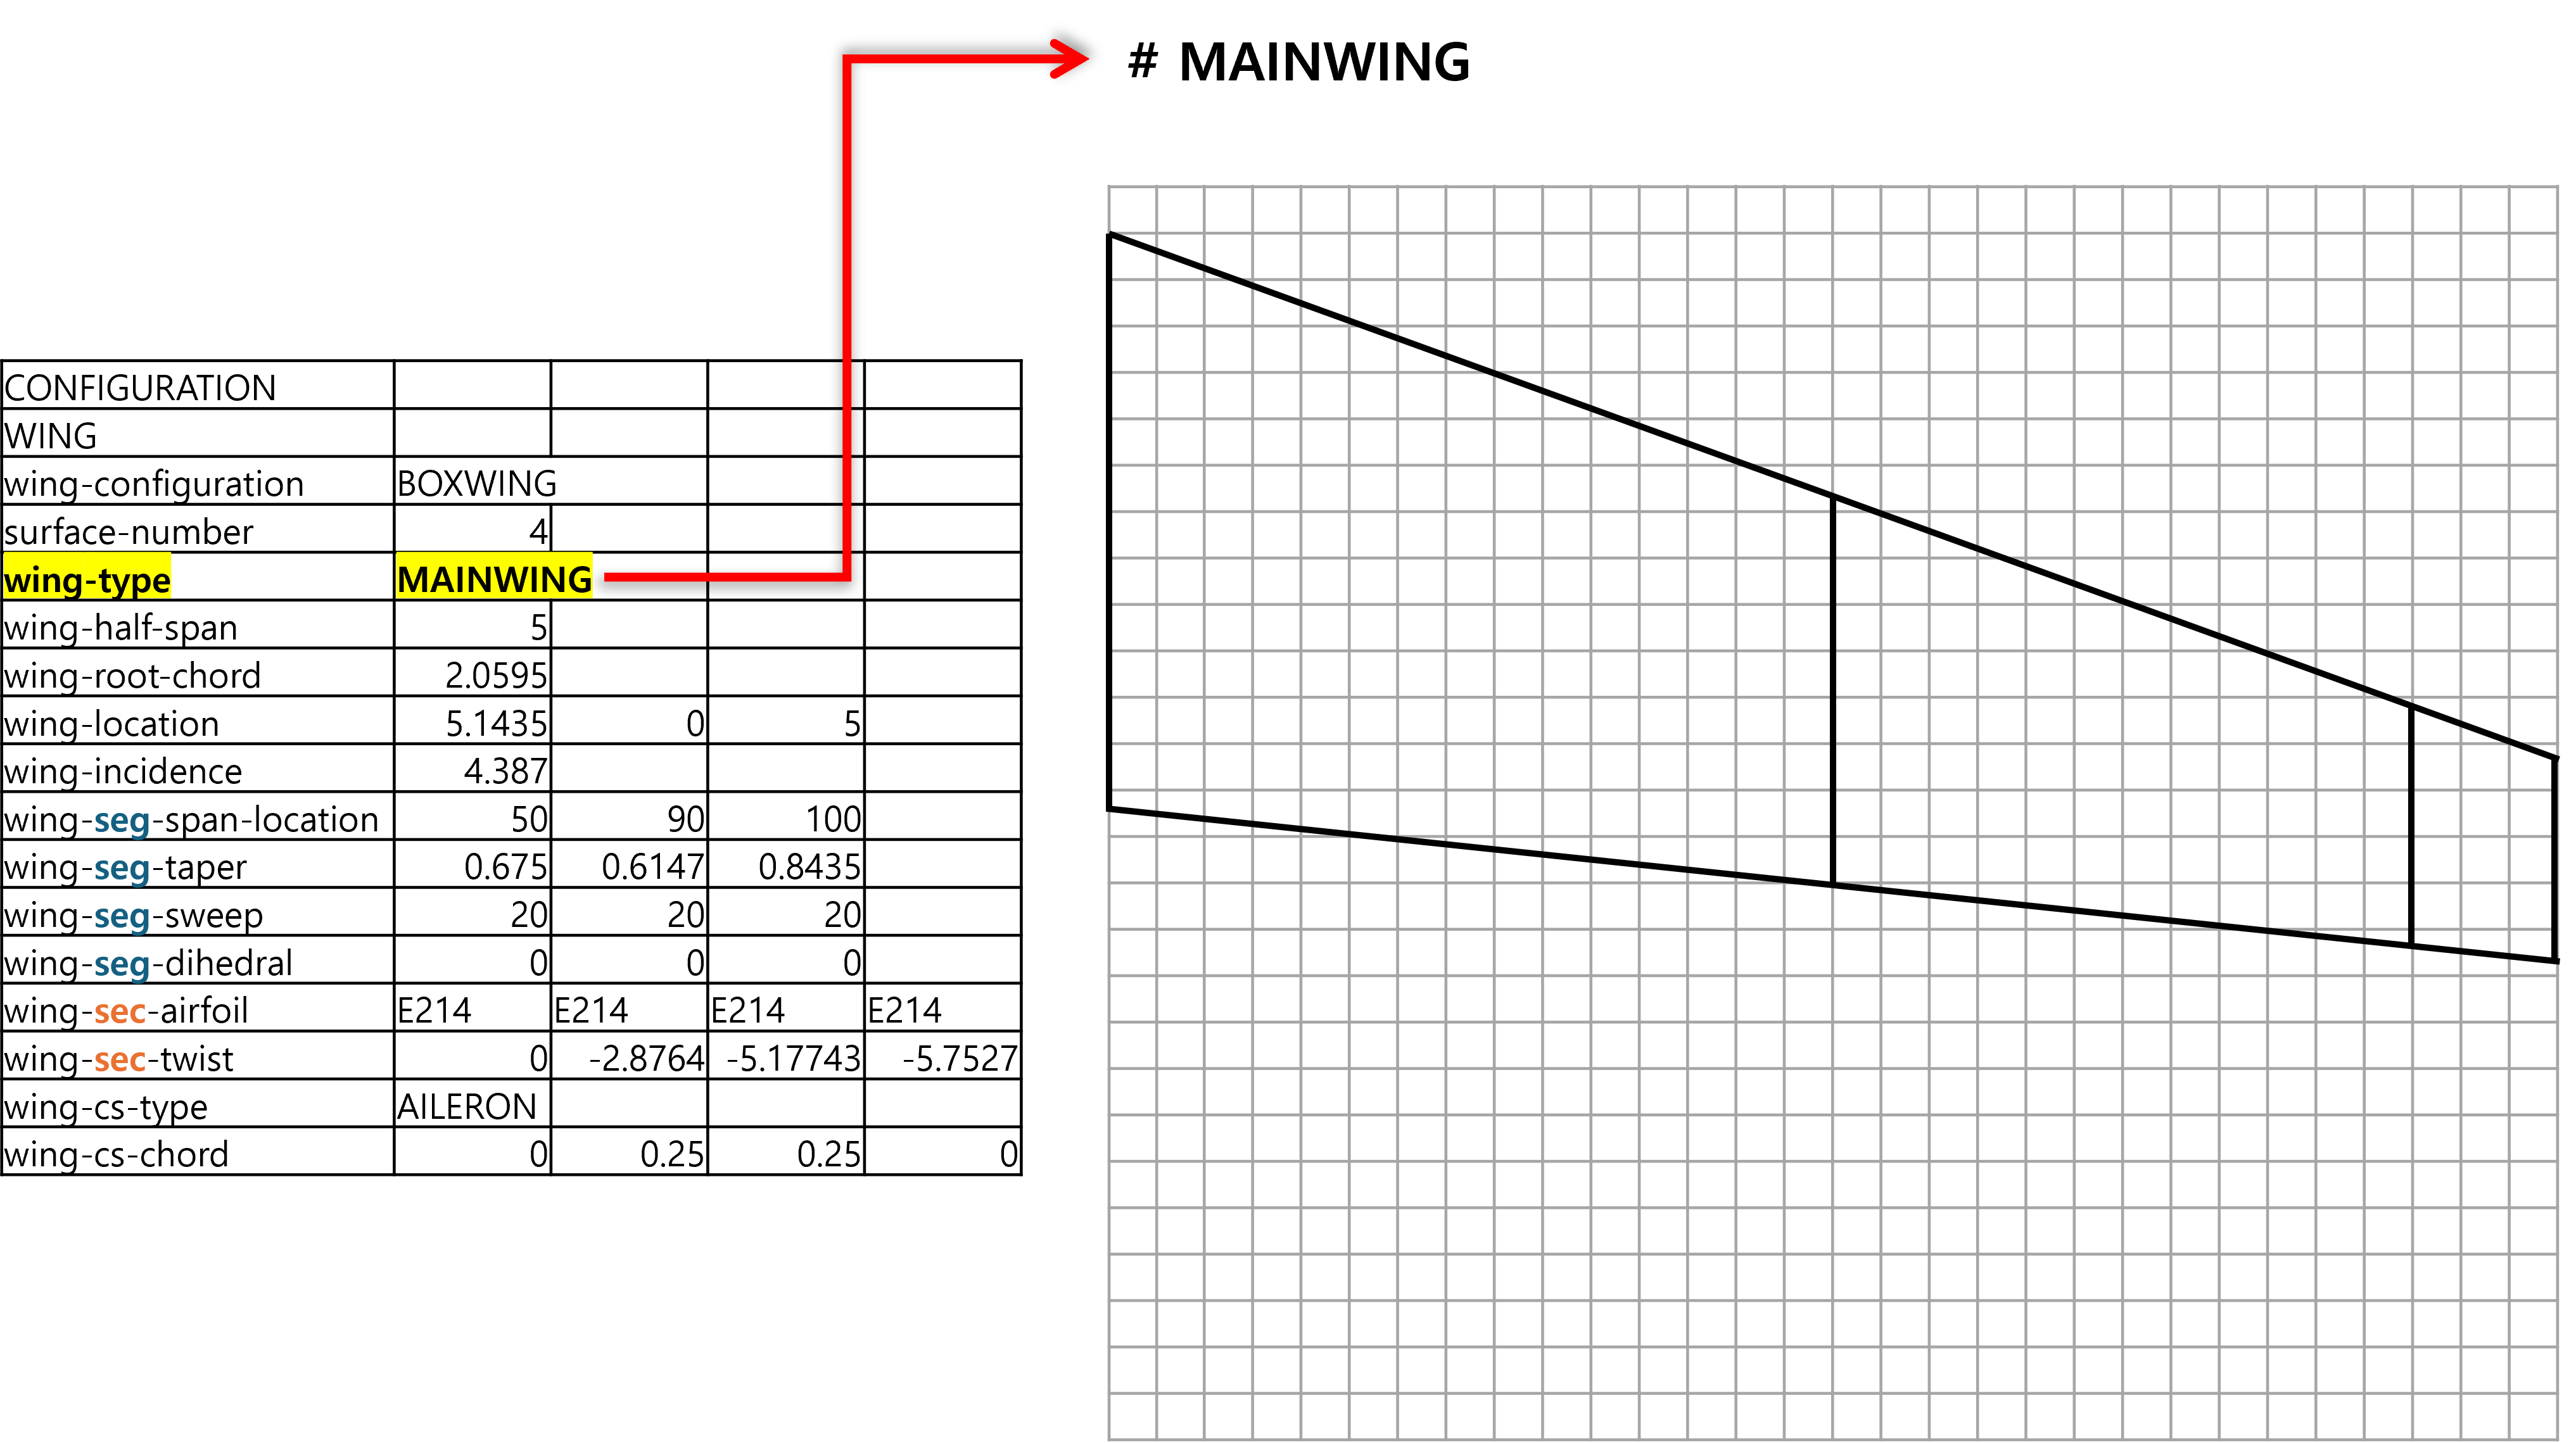 # MAINWING
CONFIGURATION
WING
wing-configuration BOXWING
surface-number 4
wing-type MAINWING
wing-half-span 5
wing-root-chord 2.0595
wing-location 5.1435 0 5
wing-incidence 4.387
wing-seg-span-location 50 90 100
wing-seg-taper 0.675 0.6147 0.8435
wing-seg-sweep 20 20 20
wing-seg-dihedral 0 0 0
wing-sec-airfoil E214 E214 E214 E214
wing-sec-twist 0 -2.8764 -5.17743 -5.7527
wing-cs-type AILERON
wing-cs-chord 0 0.25 0.25 0